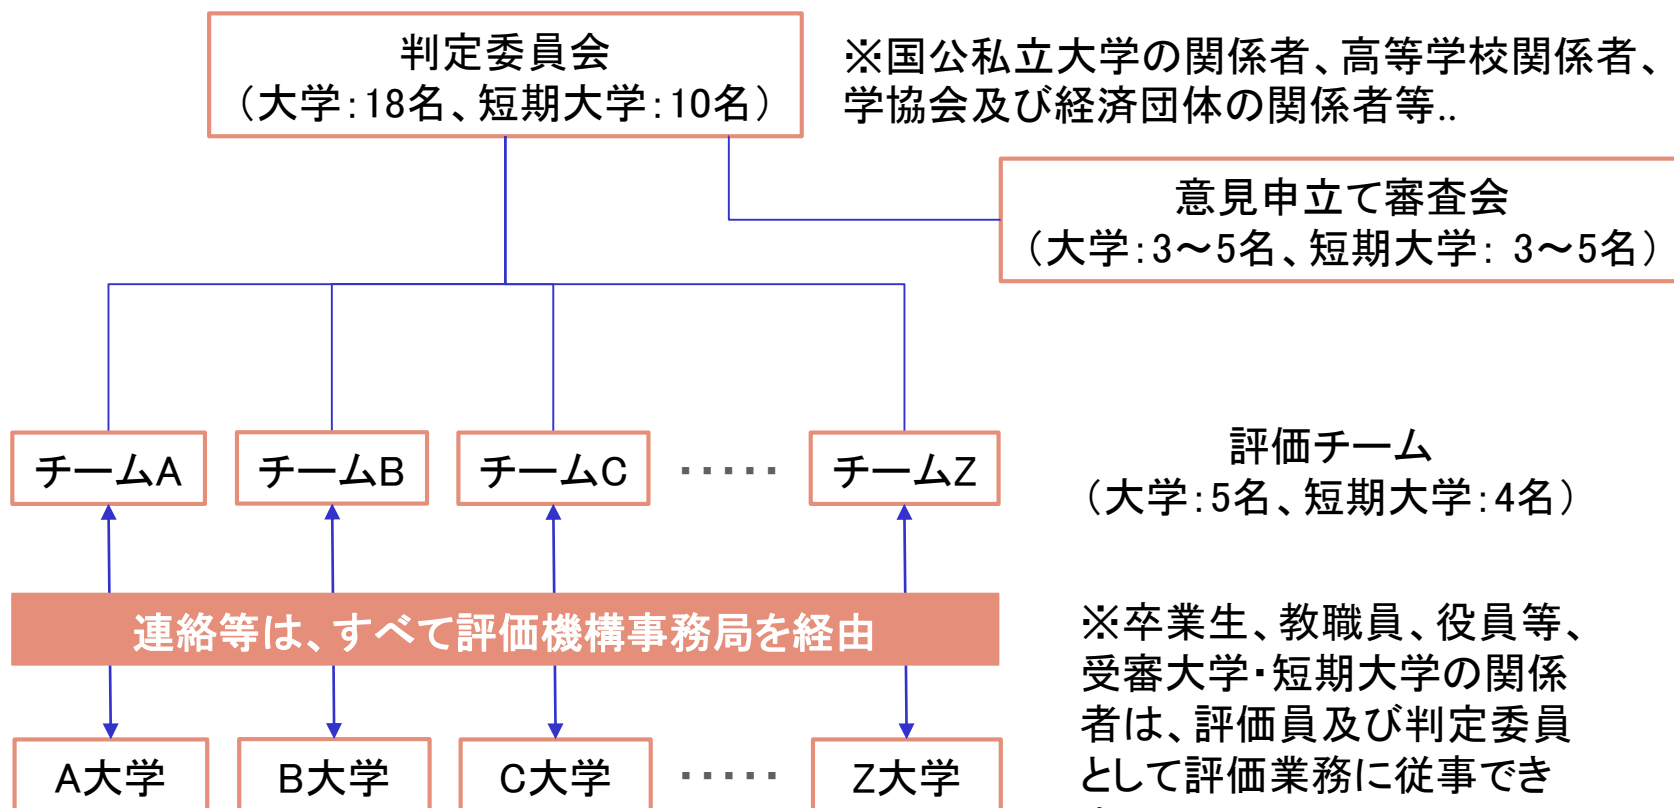 判定委員会
（大学：18名、短期大学：10名）
※国公私立大学の関係者、高等学校関係者、
学協会及び経済団体の関係者等..
意見申立て審査会
（大学：3～5名、短期大学： 3～5名）
チームA
チームB
チームC
・・・・・
チームZ
評価チーム
（大学：5名、短期大学：4名）
連絡等は、すべて評価機構事務局を経由
※卒業生、教職員、役員等、
受審大学・短期大学の関係
者は、評価員及び判定委員
として評価業務に従事でき
A大学
B大学
C大学
・・・・・
Z大学